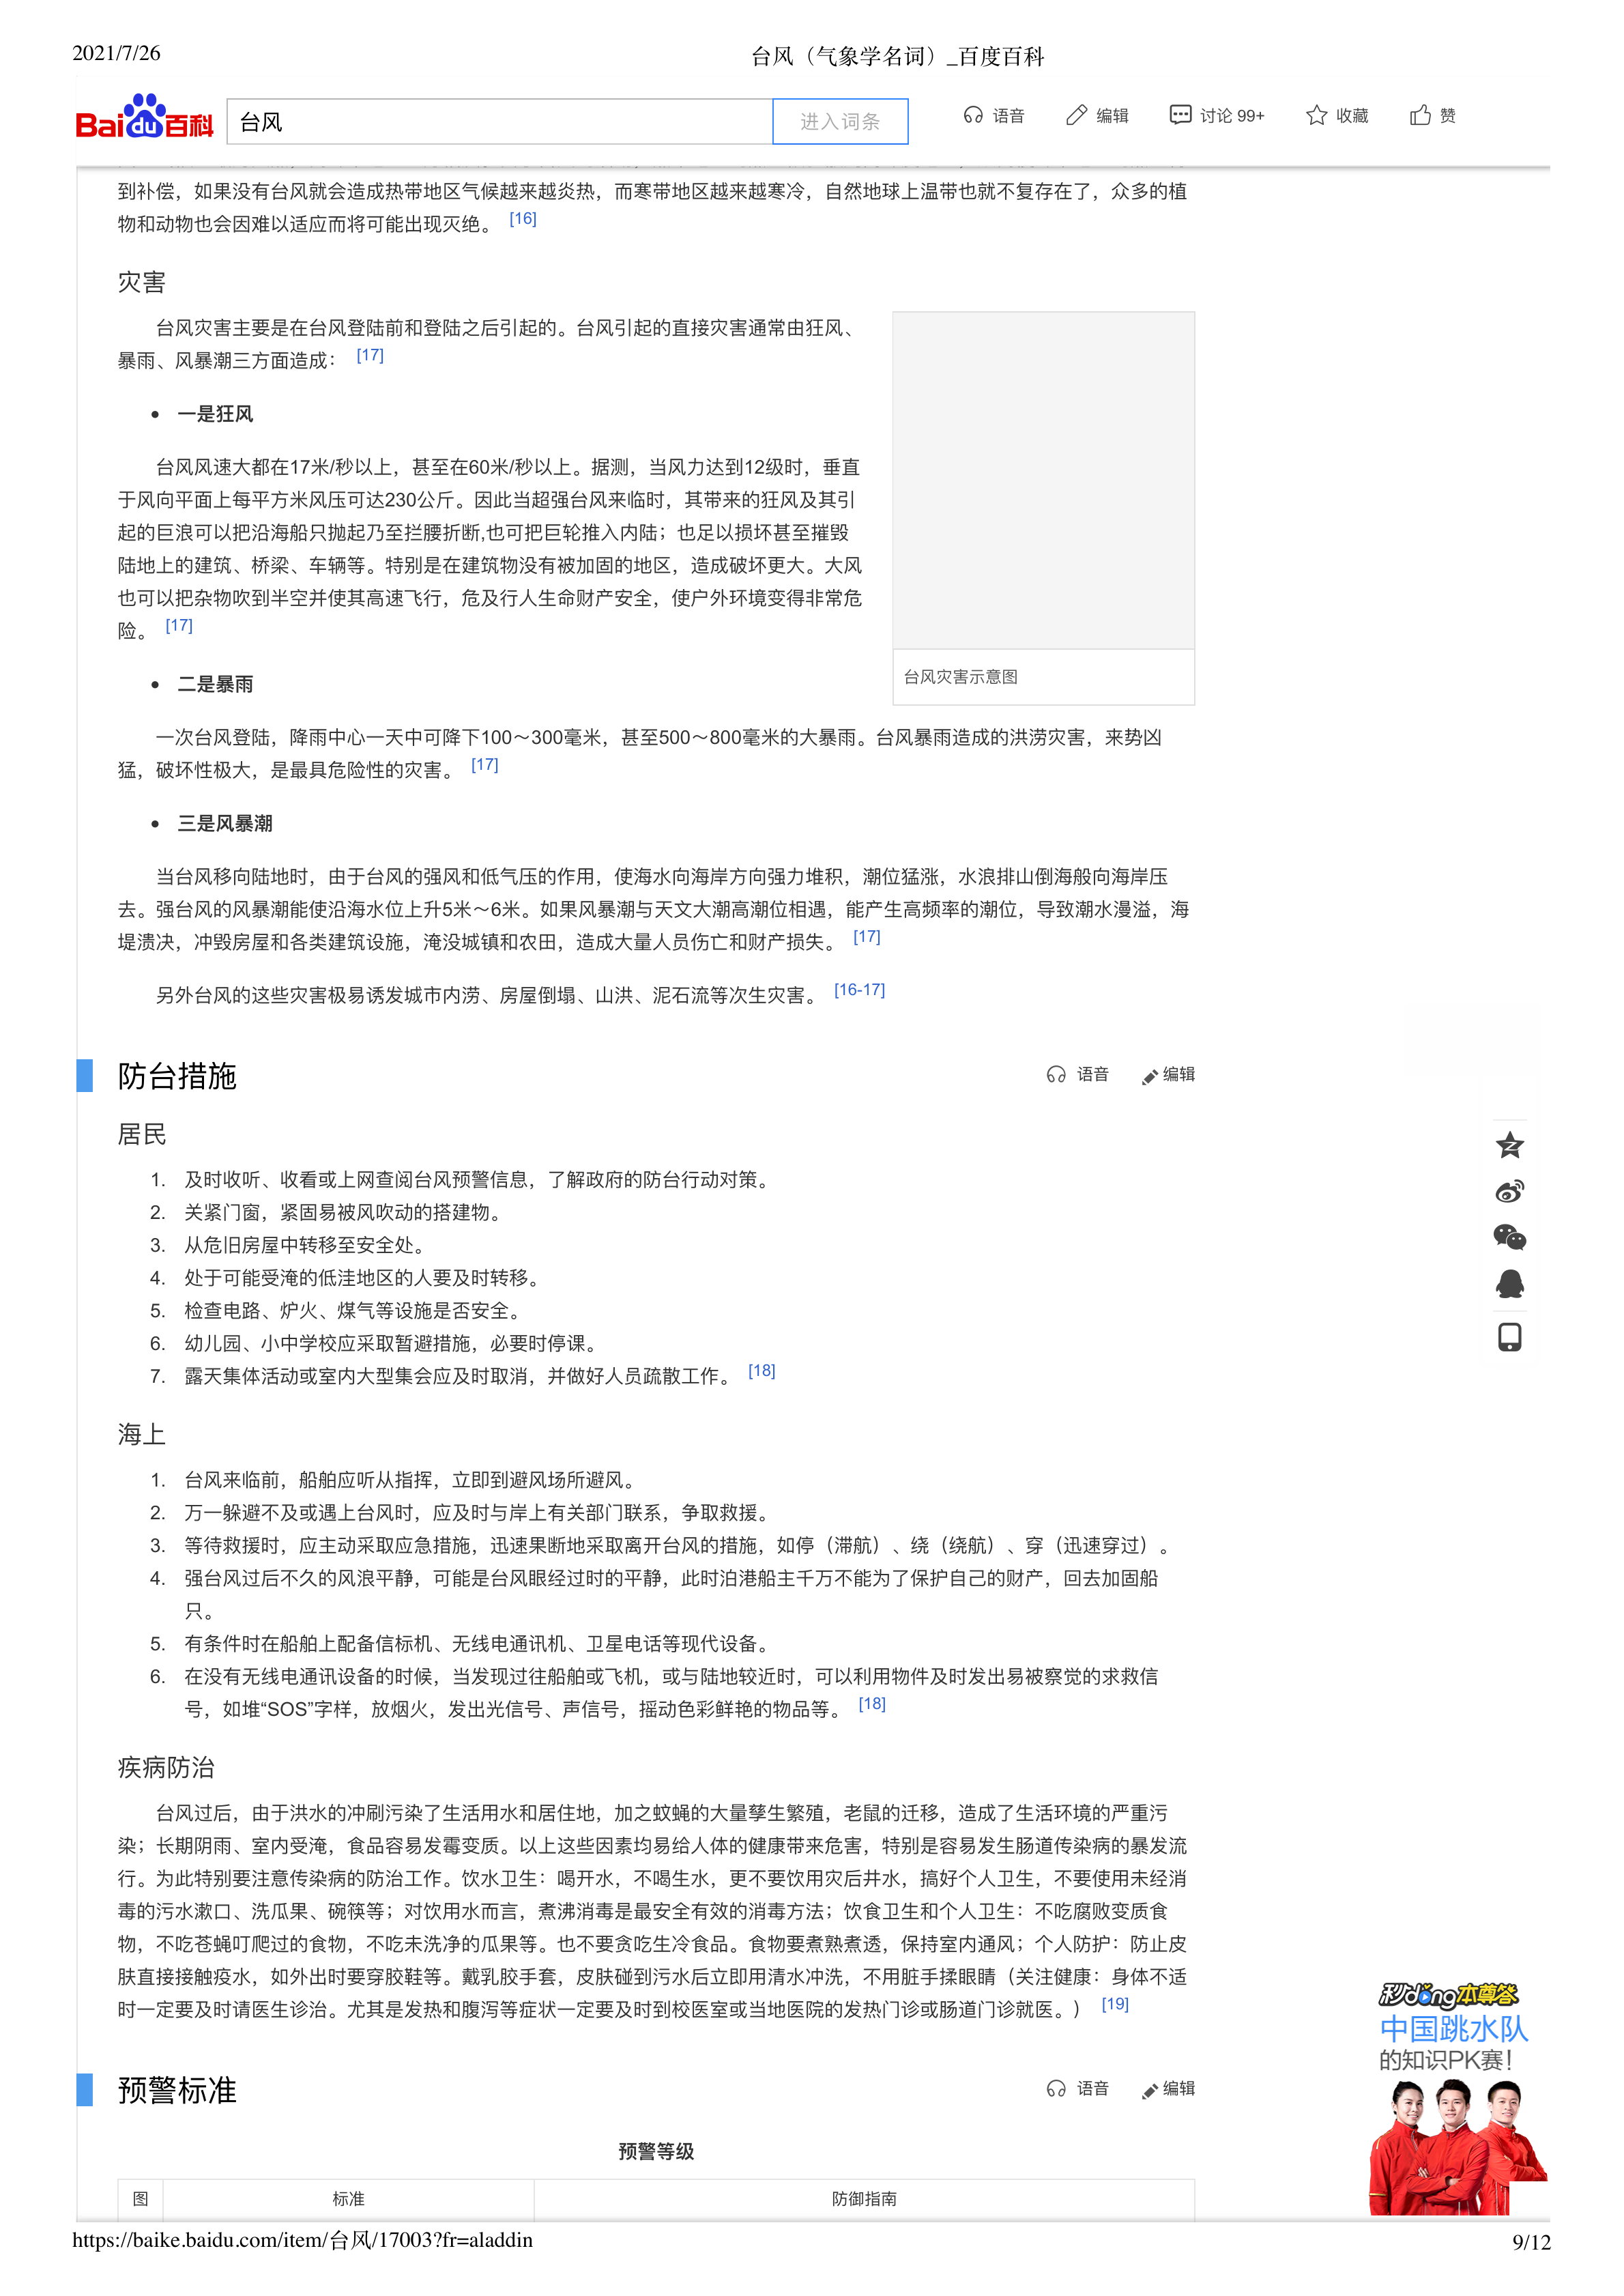 2021/7/26
台风（气象学名词）_百度百科
Bai du 百科
台风
进入词条
语音
编辑
讨论 99+
收藏
赞
到补偿，如果没有台风就会造成热带地区气候越来越炎热，而寒带地区越来越寒冷，自然地球上温带也就不复存在了，众多的植
物和动物也会因难以适应而将可能出现灭绝。 [16]
灾害
台风灾害主要是在台风登陆前和登陆之后引起的。台风引起的直接灾害通常由狂风、
暴雨、风暴潮三方面造成： [17]
• 一是狂风
台风风速大都在17米/秒以上，甚至在60米/秒以上。据测，当风力达到12级时，垂直
于风向平面上每平方米风压可达230公斤。因此当超强台风来临时，其带来的狂风及其引
起的巨浪可以把沿海船只抛起乃至拦腰折断,也可把巨轮推入内陆；也足以损坏甚至摧毁
陆地上的建筑、桥梁、车辆等。特别是在建筑物没有被加固的地区，造成破坏更大。大风
也可以把杂物吹到半空并使其高速飞行，危及行人生命财产安全，使户外环境变得非常危
险。 [17]
台风灾害示意图
• 二是暴雨
一次台风登陆，降雨中心一天中可降下100～300毫米，甚至500～800毫米的大暴雨。台风暴雨造成的洪涝灾害，来势凶
猛，破坏性极大，是最具危险性的灾害。 [17]
• 三是风暴潮
当台风移向陆地时，由于台风的强风和低气压的作用，使海水向海岸方向强力堆积，潮位猛涨，水浪排山倒海般向海岸压
去。强台风的风暴潮能使沿海水位上升5米～6米。如果风暴潮与天文大潮高潮位相遇，能产生高频率的潮位，导致潮水漫溢，海
堤溃决，冲毁房屋和各类建筑设施，淹没城镇和农田，造成大量人员伤亡和财产损失。 [17]
另外台风的这些灾害极易诱发城市内涝、房屋倒塌、山洪、泥石流等次生灾害。 [16-17]
防台措施
语音
编辑
居民
1. 及时收听、收看或上网查阅台风预警信息，了解政府的防台行动对策。
2. 关紧门窗，紧固易被风吹动的搭建物。
3. 从危旧房屋中转移至安全处。
4. 处于可能受淹的低洼地区的人要及时转移。
5. 检查电路、炉火、煤气等设施是否安全。
6. 幼儿园、小中学校应采取暂避措施，必要时停课。
7. 露天集体活动或室内大型集会应及时取消，并做好人员疏散工作。 [18]
海上
1. 台风来临前，船舶应听从指挥，立即到避风场所避风。
2. 万一躲避不及或遇上台风时，应及时与岸上有关部门联系，争取救援。
3. 等待救援时，应主动采取应急措施，迅速果断地采取离开台风的措施，如停（滞航）、绕（绕航）、穿（迅速穿过）。
4. 强台风过后不久的风浪平静，可能是台风眼经过时的平静，此时泊港船主千万不能为了保护自己的财产，回去加固船
只。
5. 有条件时在船舶上配备信标机、无线电通讯机、卫星电话等现代设备。
6. 在没有无线电通讯设备的时候，当发现过往船舶或飞机，或与陆地较近时，可以利用物件及时发出易被察觉的求救信
号，如堆“SOS”字样，放烟火，发出光信号、声信号，摇动色彩鲜艳的物品等。 [18]
疾病防治
台风过后，由于洪水的冲刷污染了生活用水和居住地，加之蚊蝇的大量孳生繁殖，老鼠的迁移，造成了生活环境的严重污
染；长期阴雨、室内受淹，食品容易发霉变质。以上这些因素均易给人体的健康带来危害，特别是容易发生肠道传染病的暴发流
行。为此特别要注意传染病的防治工作。饮水卫生：喝开水，不喝生水，更不要饮用灾后井水，搞好个人卫生，不要使用未经消
毒的污水漱口、洗瓜果、碗筷等；对饮用水而言，煮沸消毒是最安全有效的消毒方法；饮食卫生和个人卫生：不吃腐败变质食
物，不吃苍蝇叮爬过的食物，不吃未洗净的瓜果等。也不要贪吃生冷食品。食物要煮熟煮透，保持室内通风；个人防护：防止皮
肤直接接触疫水，如外出时要穿胶鞋等。戴乳胶手套，皮肤碰到污水后立即用清水冲洗，不用脏手揉眼睛（关注健康：身体不适
时一定要及时请医生诊治。尤其是发热和腹泻等症状一定要及时到校医室或当地医院的发热门诊或肠道门诊就医。） [19]
秒dong本尊答
中国跳水队
的知识PK赛！
预警标准
语音
编辑
预警等级
图
标准
防御指南
https://baike.baidu.com/item/台风/17003?fr=aladdin
9/12